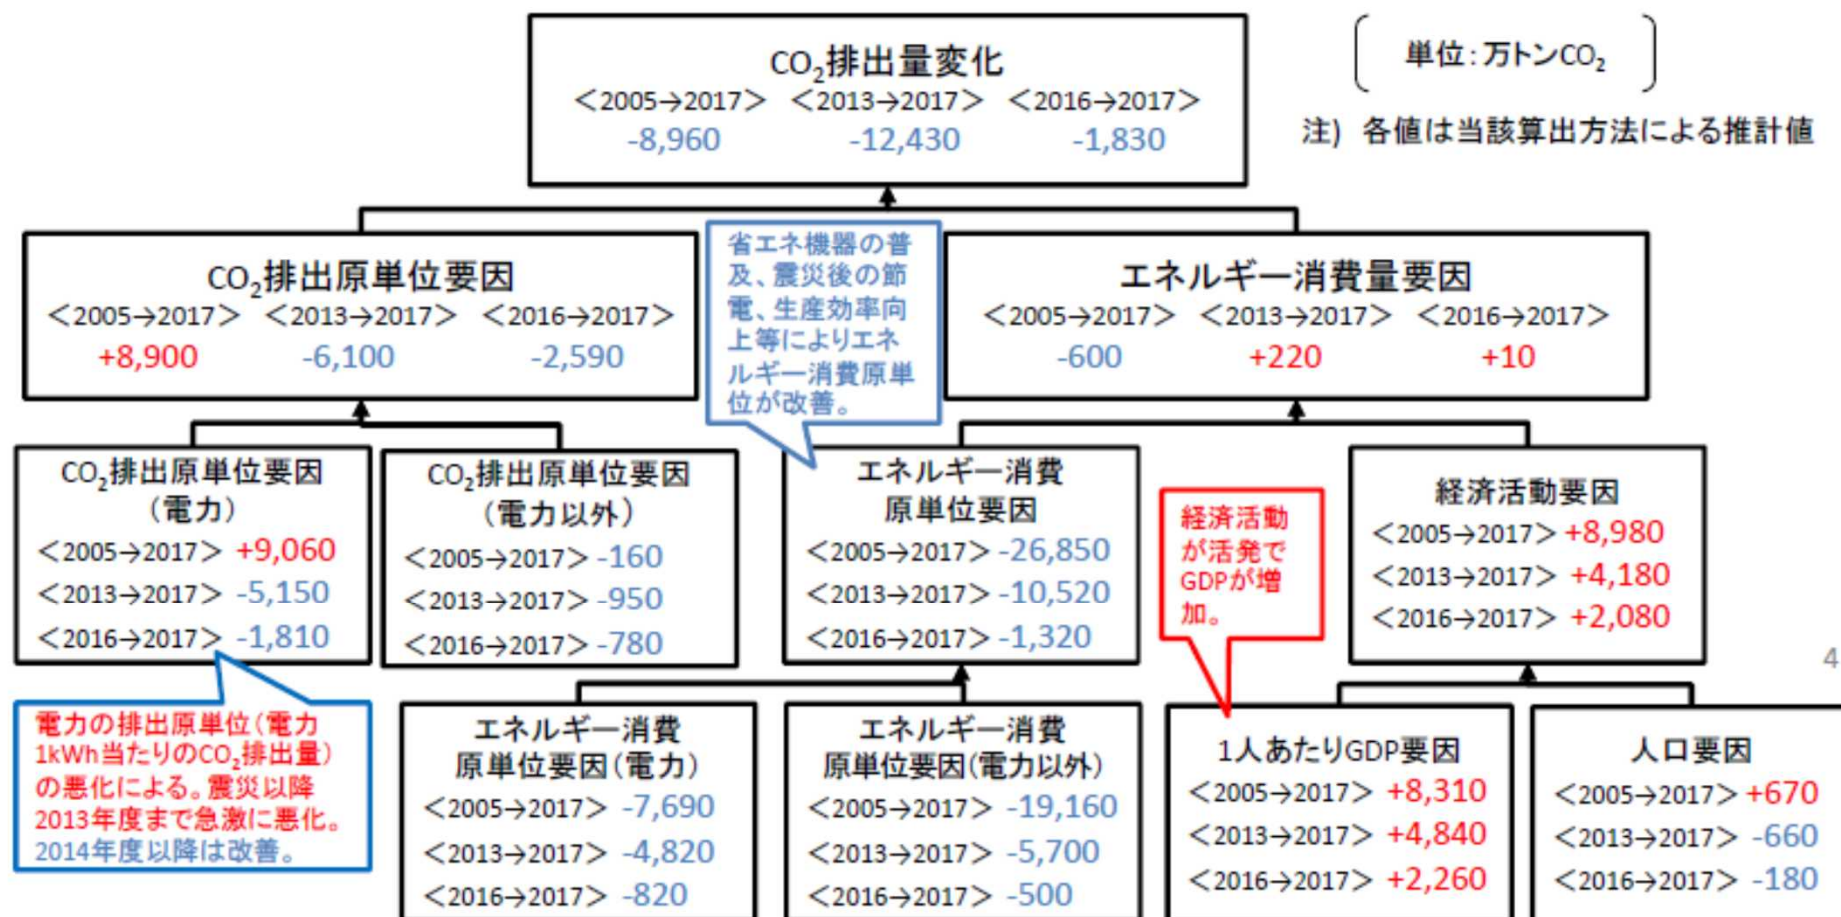 CO₂排出量変化
＜2005→2017＞ ＜2013→2017＞ ＜2016→2017＞
-8,960 -12,430 -1,830
単位：万トンCO₂
注) 各値は当該算出方法による推計値
CO₂排出原単位要因
＜2005→2017＞ ＜2013→2017＞ ＜2016→2017＞
+8,900 -6,100 -2,590
省エネ機器の普
及、震災後の節
電、生産効率向
上等によりエネ
ルギー消費原単
位が改善。
エネルギー消費量要因
＜2005→2017＞ ＜2013→2017＞ ＜2016→2017＞
-600 +220 +10
CO₂排出原単位要因
（電力）
＜2005→2017＞ +9,060
＜2013→2017＞ -5,150
＜2016→2017＞ -1,810
CO₂排出原単位要因
（電力以外）
＜2005→2017＞ -160
＜2013→2017＞ -950
＜2016→2017＞ -780
エネルギー消費
原単位要因
＜2005→2017＞ -26,850
＜2013→2017＞ -10,520
＜2016→2017＞ -1,320
経済活動
が活発で
GDPが増
加。
経済活動要因
＜2005→2017＞ +8,980
＜2013→2017＞ +4,180
＜2016→2017＞ +2,080
4
電力の排出原単位（電力
1kWh当たりのCO₂排出量）
の悪化による。震災以降
2013年度まで急激に悪化。
2014年度以降は改善。
エネルギー消費
原単位要因（電力）
＜2005→2017＞ -7,690
＜2013→2017＞ -4,820
＜2016→2017＞ -820
エネルギー消費
原単位要因（電力以外）
＜2005→2017＞ -19,160
＜2013→2017＞ -5,700
＜2016→2017＞ -500
1人あたりGDP要因
＜2005→2017＞ +8,310
＜2013→2017＞ +4,840
＜2016→2017＞ +2,260
人口要因
＜2005→2017＞ +670
＜2013→2017＞ -660
＜2016→2017＞ -180